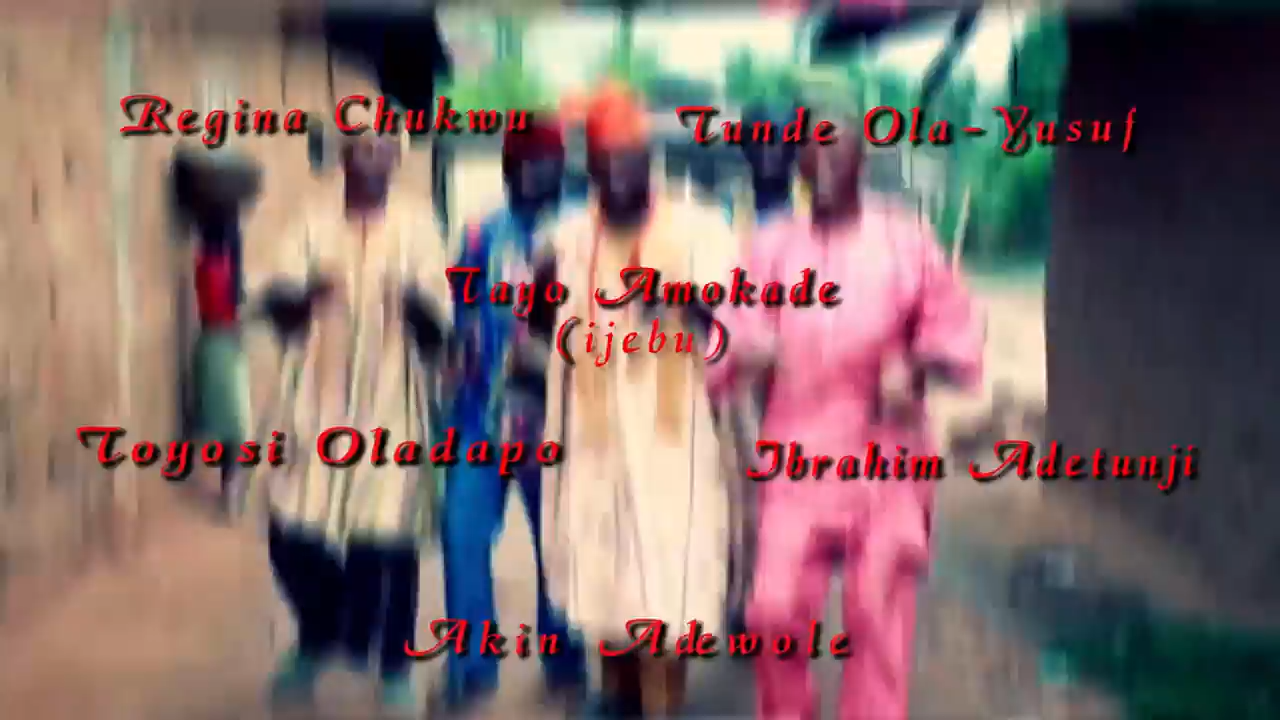 Regina Chukwu
Tunde Ola-Yusuf
Tayo Amokade
(ijebu)
Toyosi Oladapo
Ibrahim Adetunji
Akin Adewole